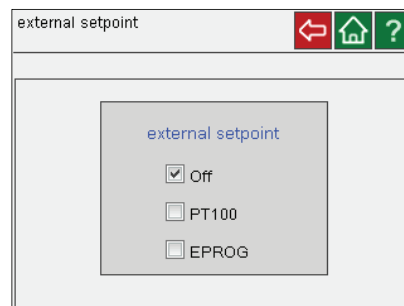 external setpoint
?
external setpoint
Off
PT100
EPROG